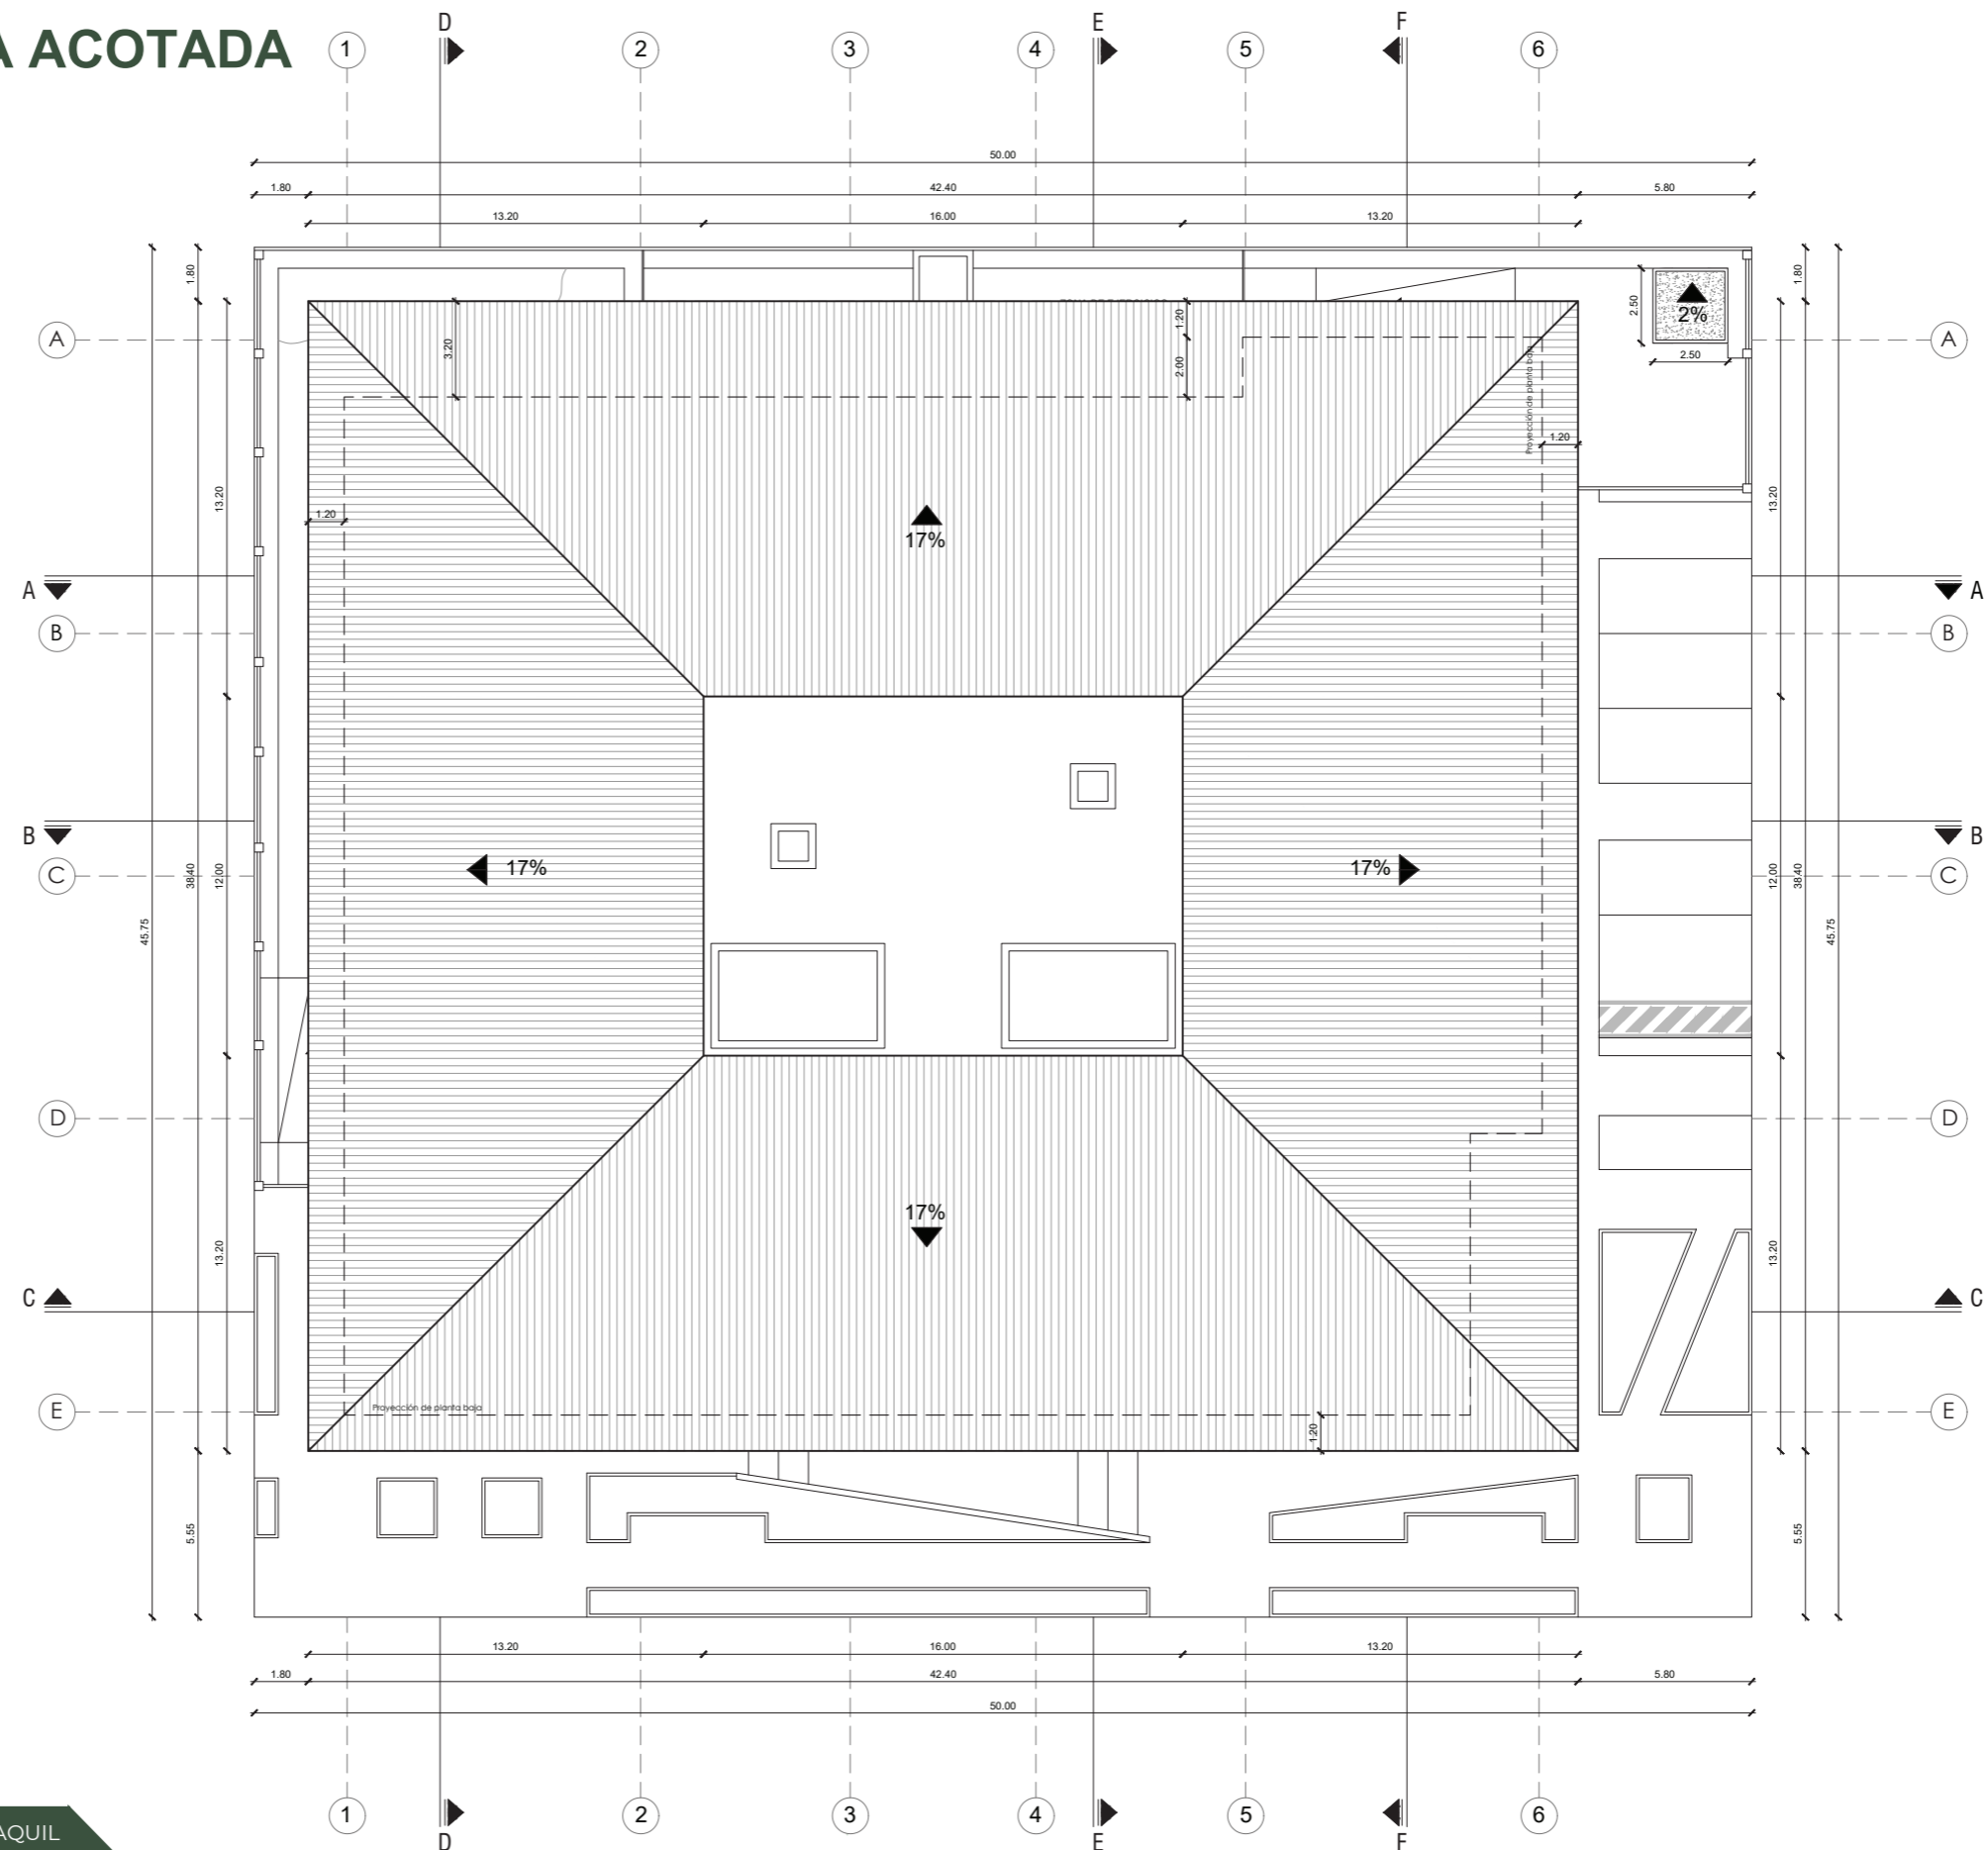 A ACOTADA
D E F
1 2 3 4 5 6
50.00
1.80 42.40 5.80
13.20 16.00 13.20
1.80 1.80
2.50
2%
2.50
A A
3.20 1.20
2.00
Proyección de planta baja
1.20
13.20 13.20
1.20
17%
A A
B B
B B
17% 17%
C C
45.75 38.40 12.00 12.00 38.40 45.75
D D
17%
13.20 13.20
C C
E E
Proyección de planta baja
1.20
5.55 5.55
13.20 16.00 13.20
1.80 42.40 5.80
50.00
1 2 3 4 5 6
D E F
AQUIL